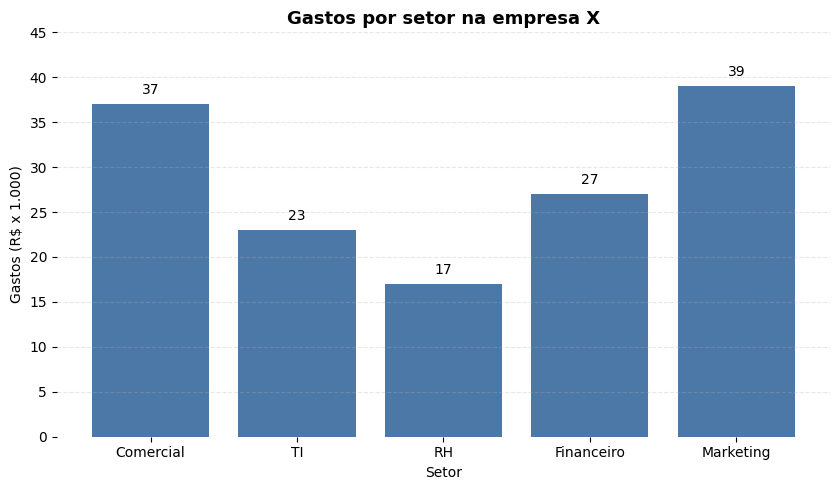 Gastos por setor na empresa X
Gastos (R$ x 1.000)
45
40
35
30
25
20
15
10
5
0
37
23
17
27
39
Comercial
TI
RH
Financeiro
Marketing
Setor